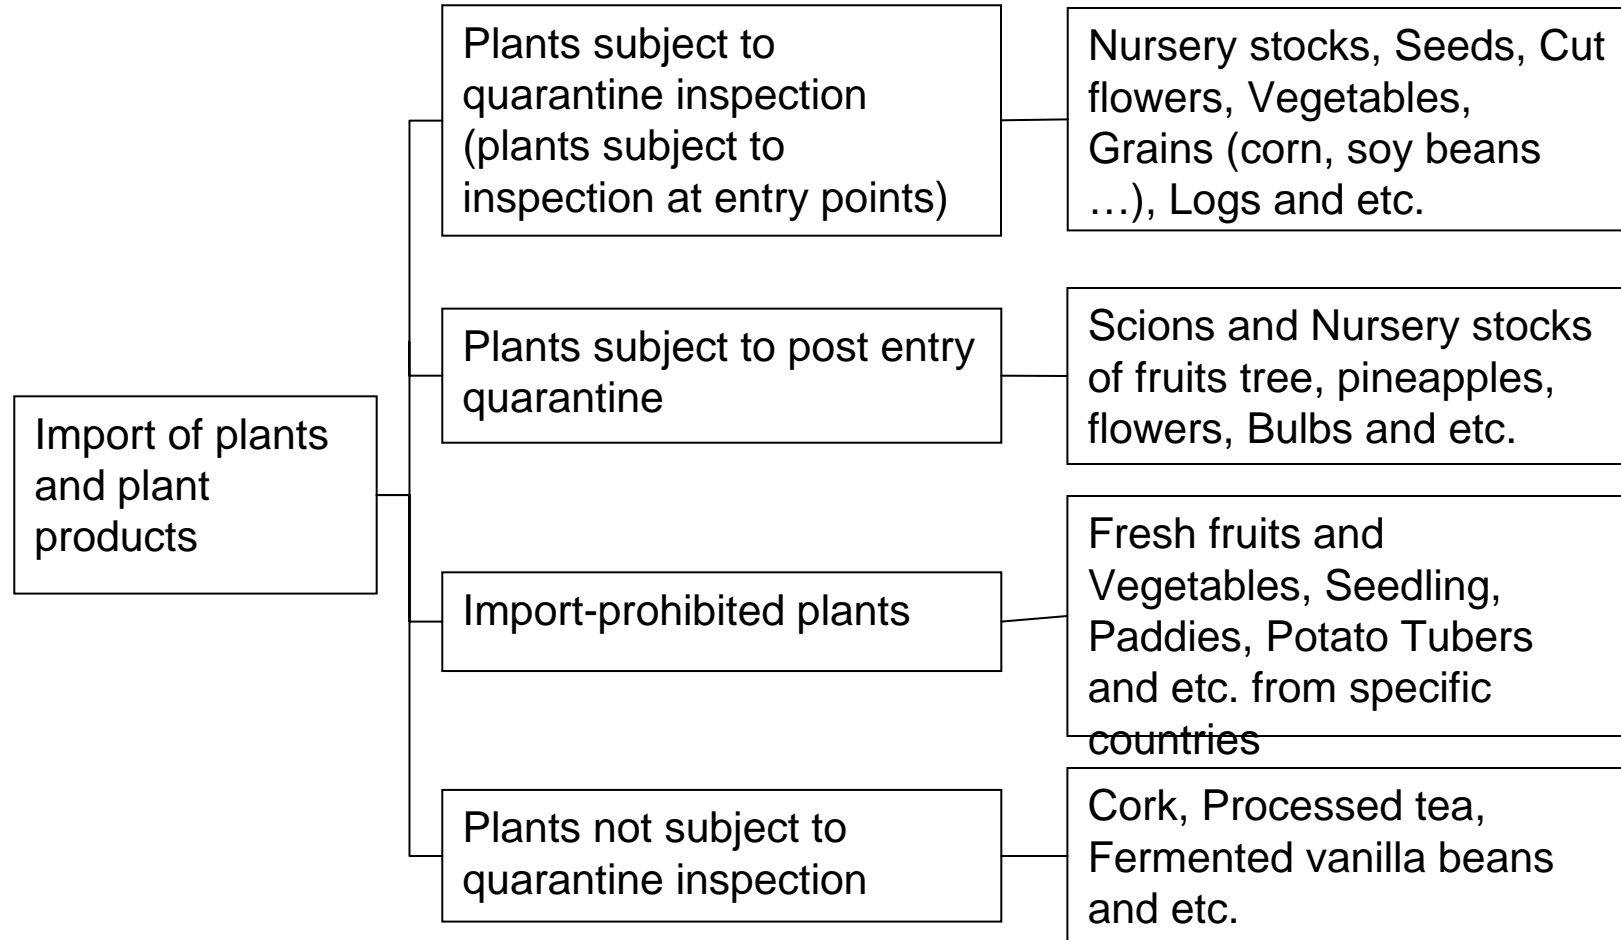 Plants subject to
quarantine inspection
(plants subject to
inspection at entry points)
Nursery stocks, Seeds, Cut
flowers, Vegetables,
Grains (corn, soy beans
…), Logs and etc.
Plants subject to post entry
quarantine
Scions and Nursery stocks
of fruits tree, pineapples,
flowers, Bulbs and etc.
Import of plants
and plant
products
Import-prohibited plants
Fresh fruits and
Vegetables, Seedling,
Paddies, Potato Tubers
and etc. from specific
countries
Plants not subject to
quarantine inspection
Cork, Processed tea,
Fermented vanilla beans
and etc.